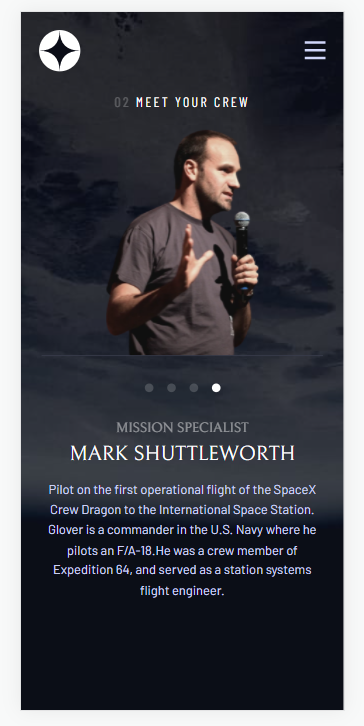 02 MEET YOUR CREW
MISSION SPECIALIST
MARK SHUTTLEWORTH
Pilot on the first operational flight of the SpaceX
Crew Dragon to the International Space Station.
Glover is a commander in the U.S. Navy where he
pilots an F/A-18.He was a crew member of
Expedition 64, and served as a station systems
flight engineer.